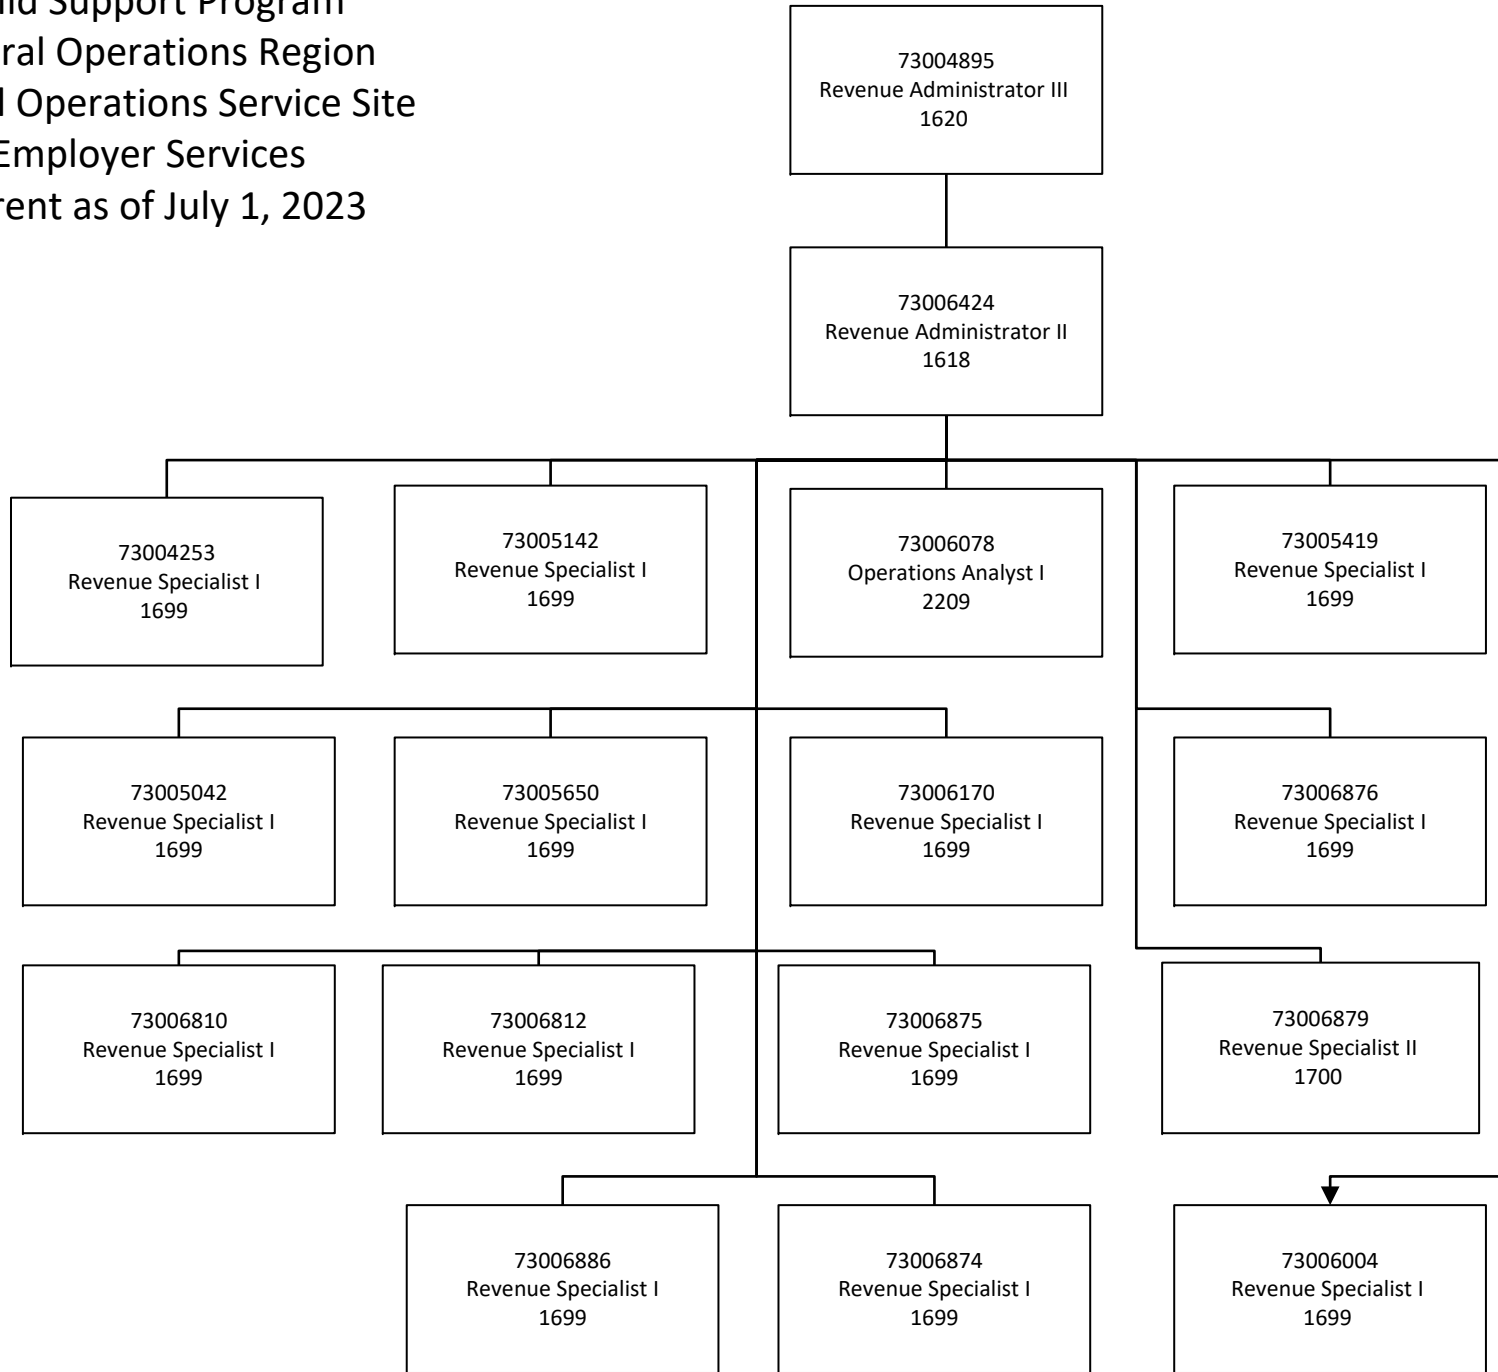 ild Support Program
ral Operations Region
l Operations Service Site
Employer Services
rent as of July 1, 2023
73004895
Revenue Administrator III
1620
73006424
Revenue Administrator II
1618
73004253
Revenue Specialist I
1699
73005142
Revenue Specialist I
1699
73006078
Operations Analyst I
2209
73005419
Revenue Specialist I
1699
73005042
Revenue Specialist I
1699
73005650
Revenue Specialist I
1699
73006170
Revenue Specialist I
1699
73006876
Revenue Specialist I
1699
73006810
Revenue Specialist I
1699
73006812
Revenue Specialist I
1699
73006875
Revenue Specialist I
1699
73006879
Revenue Specialist II
1700
73006886
Revenue Specialist I
1699
73006874
Revenue Specialist I
1699
73006004
Revenue Specialist I
1699